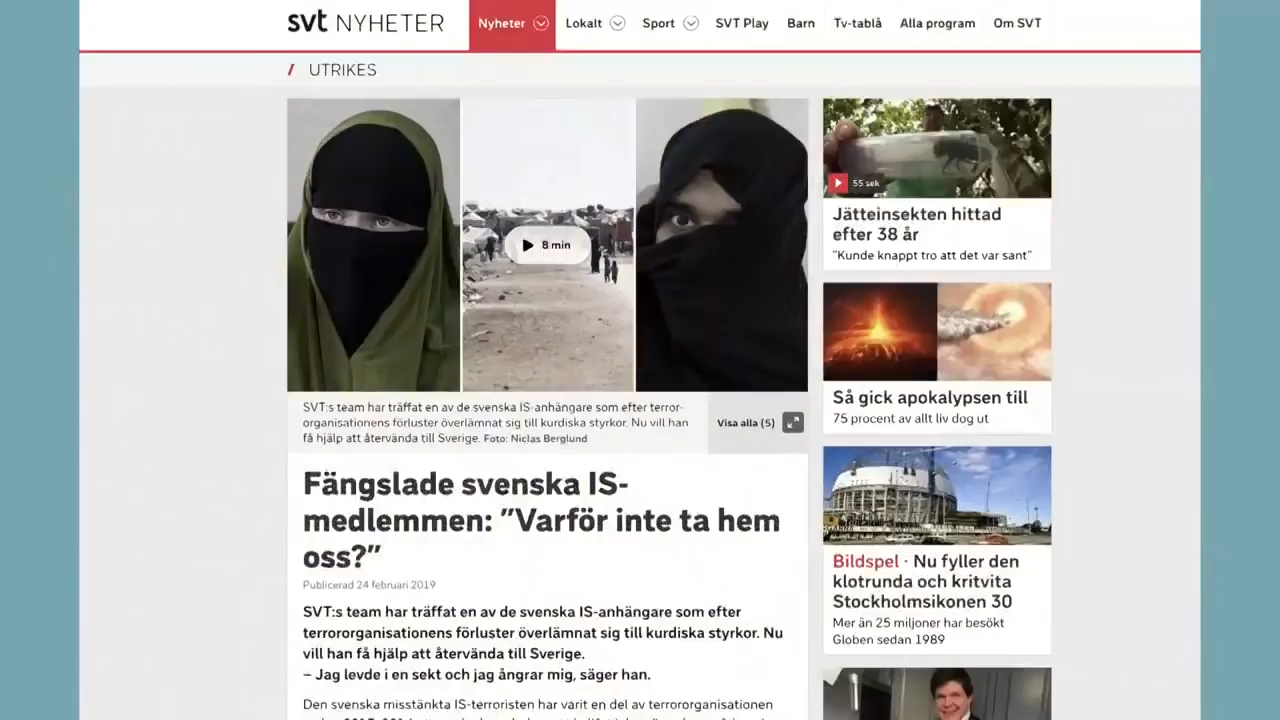 svt NYHETER
Nyheter Lokalt Sport SVT Play Barn Tv-tablå Alla program Om SVT
/ UTRIKES
8 min
SVT:s team har träffat en av de svenska IS-anhängare som efter terror-
organisationens förluster överlämnat sig till kurdiska styrkor. Nu vill han
få hjälp att återvända till Sverige. Foto: Niclas Berglund
Visa alla (5)
Fängslade svenska IS-
medlemmen: ”Varför inte ta hem
oss?”
Publicerad 24 februari 2019
SVT:s team har träffat en av de svenska IS-anhängare som efter
terrororganisationens förluster överlämnat sig till kurdiska styrkor. Nu
vill han få hjälp att återvända till Sverige.
– Jag levde i en sekt och jag ångrar mig, säger han.
Den svenske misstänkta IS-terroristen har varit en del av terrororganisationen
55 sek
Jätteinsekten hittad
efter 38 år
”Kunde knappt tro att det var sant”
Så gick apokalypsen till
75 procent av allt liv dog ut
Bildspel · Nu fyller den
klotrunda och kritvita
Stockholmsikonen 30
Mer än 25 miljoner har besökt
Globen sedan 1989